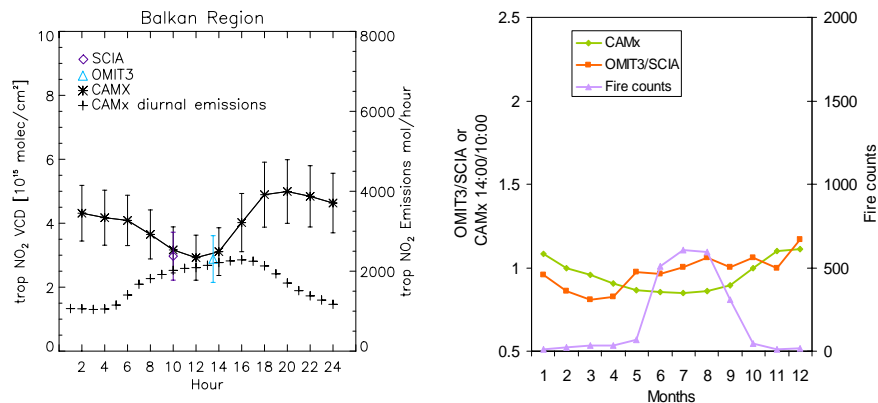 Balkan Region
10
8
6
4
2
0
trop NO₂ VCD [10¹⁵ molec/cm²]
SCIA
OMIT3
CAMX
CAMx diurnal emissions
8000
6000
4000
2000
0
trop NO₂ Emissions mol/hour
2 4 6 8 10 12 14 16 18 20 22 24
Hour
2.5
2
1.5
1
0.5
OMIT3/SCIA or
CAMx 14:00/10:00
CAMx
OMIT3/SCIA
Fire counts
2000
1500
1000
500
0
Fire counts
1 2 3 4 5 6 7 8 9 10 11 12
Months